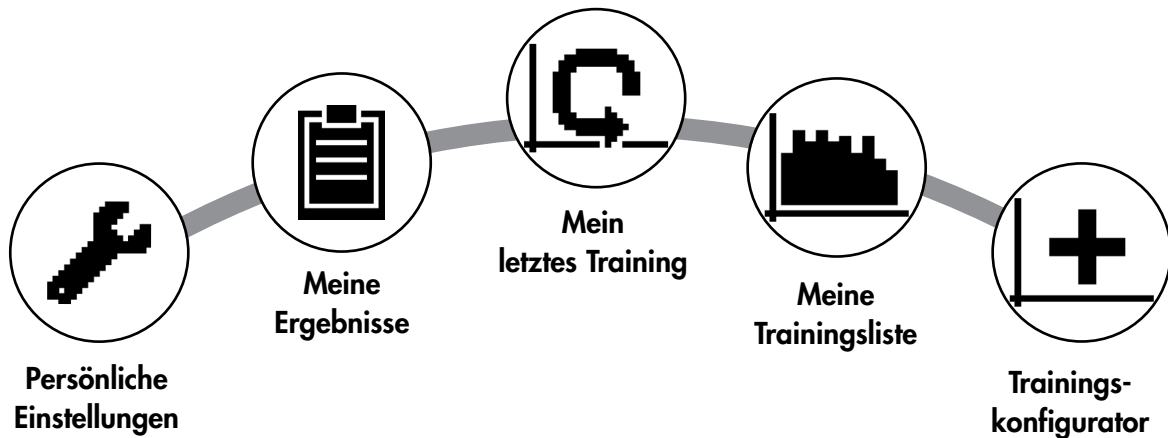 Persönliche
Einstellungen
Meine
Ergebnisse
Mein
letztes Training
Meine
Trainingsliste
Trainings-
konfigurator